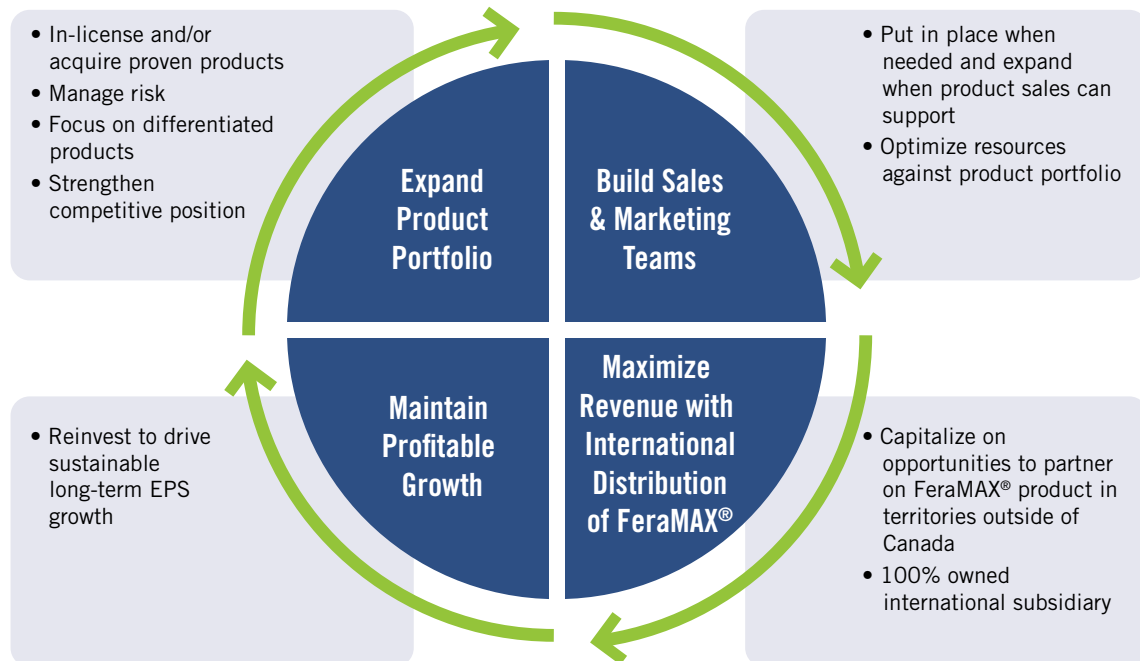 • In-license and/or
acquire proven products
• Manage risk
• Focus on differentiated
products
• Strengthen
competitive position
Expand
Product
Portfolio
Build Sales
& Marketing
Teams
• Put in place when
needed and expand
when product sales can
support
• Optimize resources
against product portfolio
• Reinvest to drive
sustainable
long-term EPS
growth
Maintain
Profitable
Growth
Maximize
Revenue with
International
Distribution
of FeraMAX®
• Capitalize on
opportunities to partner
on FeraMAX® product in
territories outside of
Canada
• 100% owned
international subsidiary